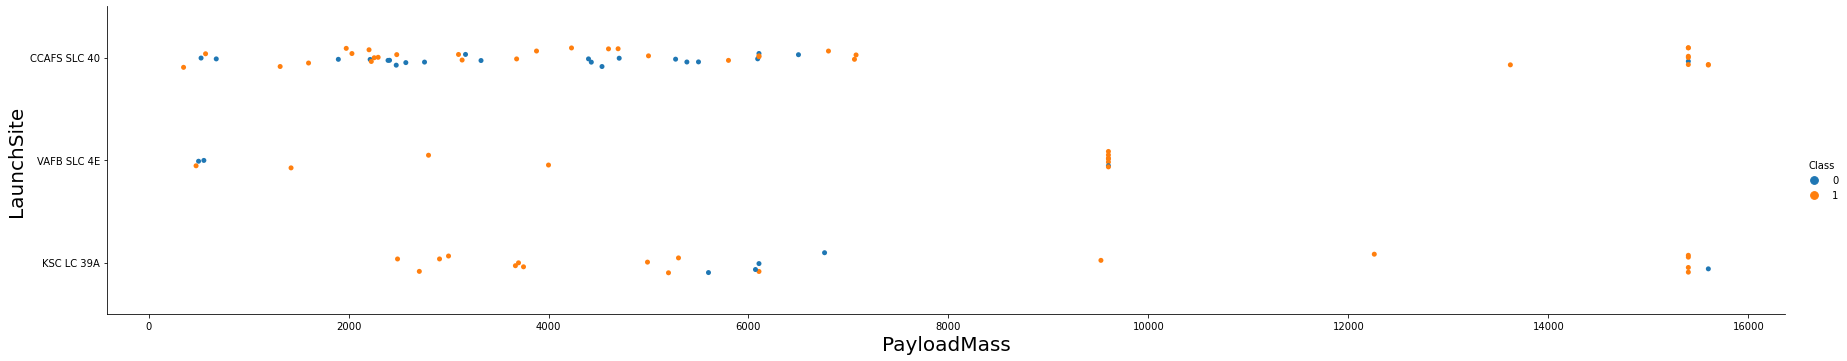 LaunchSite
CCAFS SLC 40
VAFB SLC 4E
KSC LC 39A
0
2000
4000
6000
8000
10000
12000
14000
16000
PayloadMass
Class
0
1